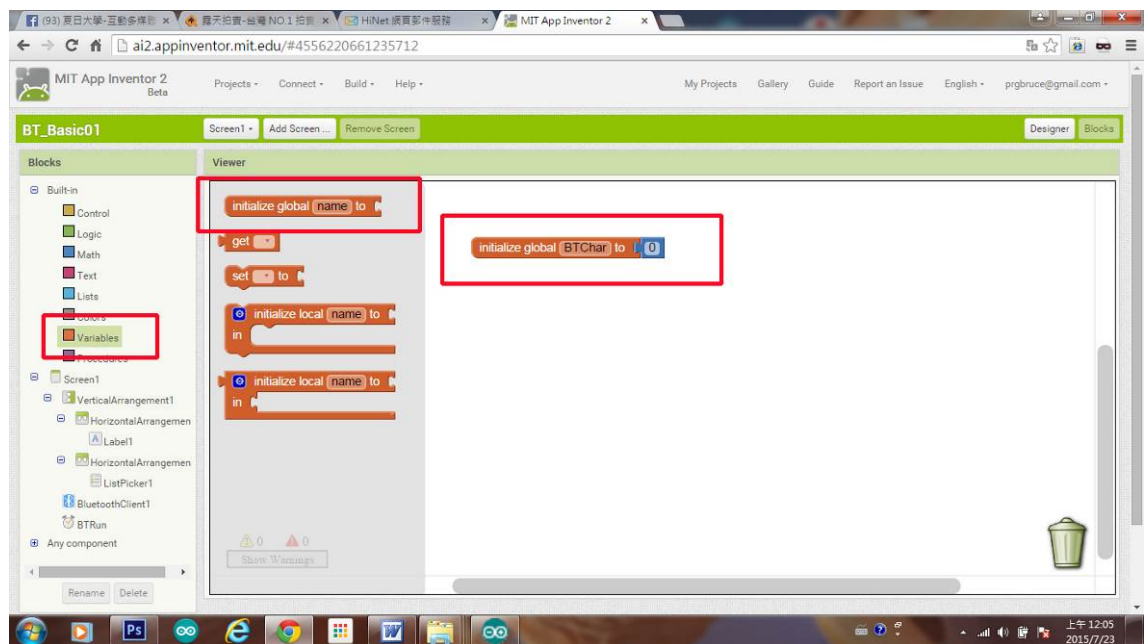 (93) 夏日大學-互動多媒體
露天拍賣-台灣 NO.1 拍賣
HiNet 網頁郵件服務
MIT App Inventor 2
ai2.appinventor.mit.edu/#4556220661235712
MIT App Inventor 2
Beta
Projects
Connect
Build
Help
My Projects
Gallery
Guide
Report an Issue
English
prgbruce@gmail.com
BT_Basic01
Screen1
Add Screen ...
Remove Screen
Designer
Blocks
Blocks
Viewer
Built-in
Control
Logic
Math
Text
Lists
Colors
Variables
Procedures
Screen1
VerticalArrangement1
HorizontalArrangemen
Label1
HorizontalArrangemen
ListPicker1
BluetoothClient1
BTRun
Any component
Rename
Delete
initialize global name to
get
set to
initialize local name to
in
initialize local name to
in
0
0
Show Warnings
initialize global BTChar to 0
Ps
上午 12:05
2015/7/23